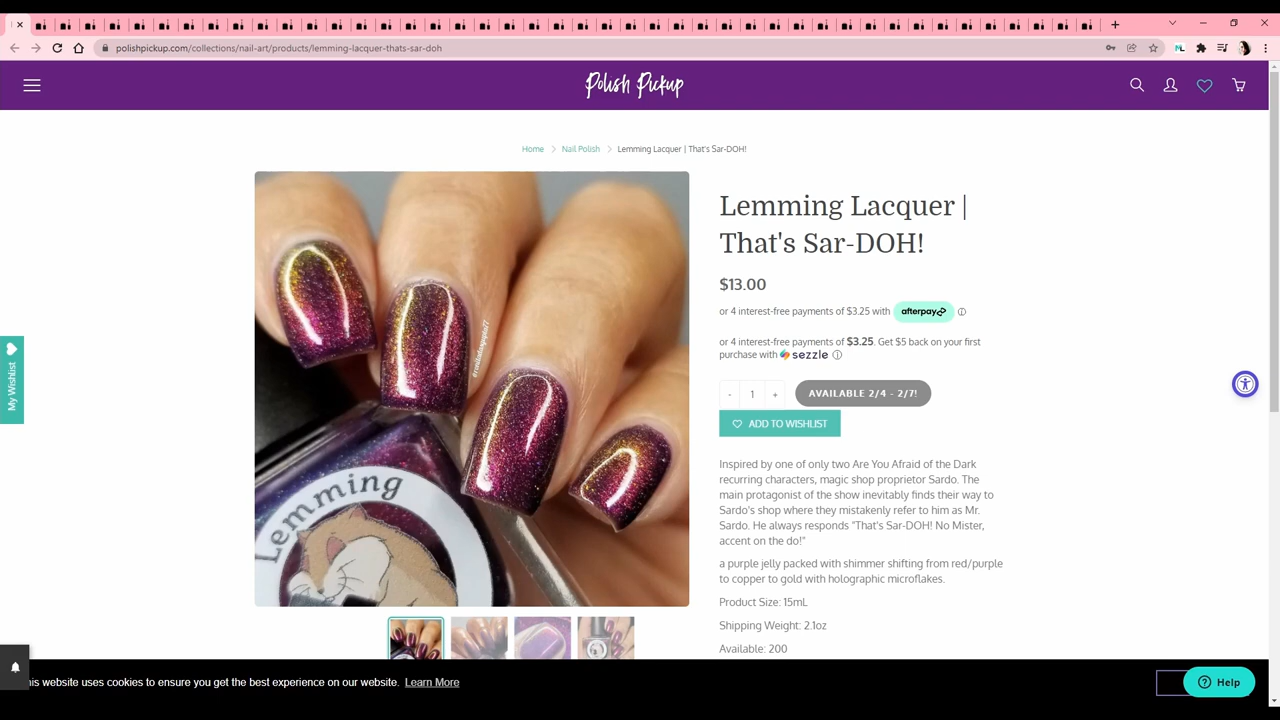 polishpickup.com/collections/nail-art/products/lemming-lacquer-thats-sar-doh
Polish Pickup
Home > Nail Polish > Lemming Lacquer | That's Sar-DOH!
Lemming Lacquer |
That's Sar-DOH!
$13.00
or 4 interest-free payments of $3.25 with afterpay ⓘ
or 4 interest-free payments of $3.25. Get $5 back on your first
purchase with sezzle ⓘ
- 1 + AVAILABLE 2/4 - 2/7!
ADD TO WISHLIST
My Wishlist
Inspired by one of only two Are You Afraid of the Dark
recurring characters, magic shop proprietor Sardo. The
main protagonist of the show inevitably finds their way to
Sardo's shop where they mistakenly refer to him as Mr.
Sardo. He always responds "That's Sar-DOH! No Mister,
accent on the do!"
a purple jelly packed with shimmer shifting from red/purple
to copper to gold with holographic microflakes.
Product Size: 15mL
Shipping Weight: 2.1oz
Available: 200
Lemming
his website uses cookies to ensure you get the best experience on our website. Learn More
Help